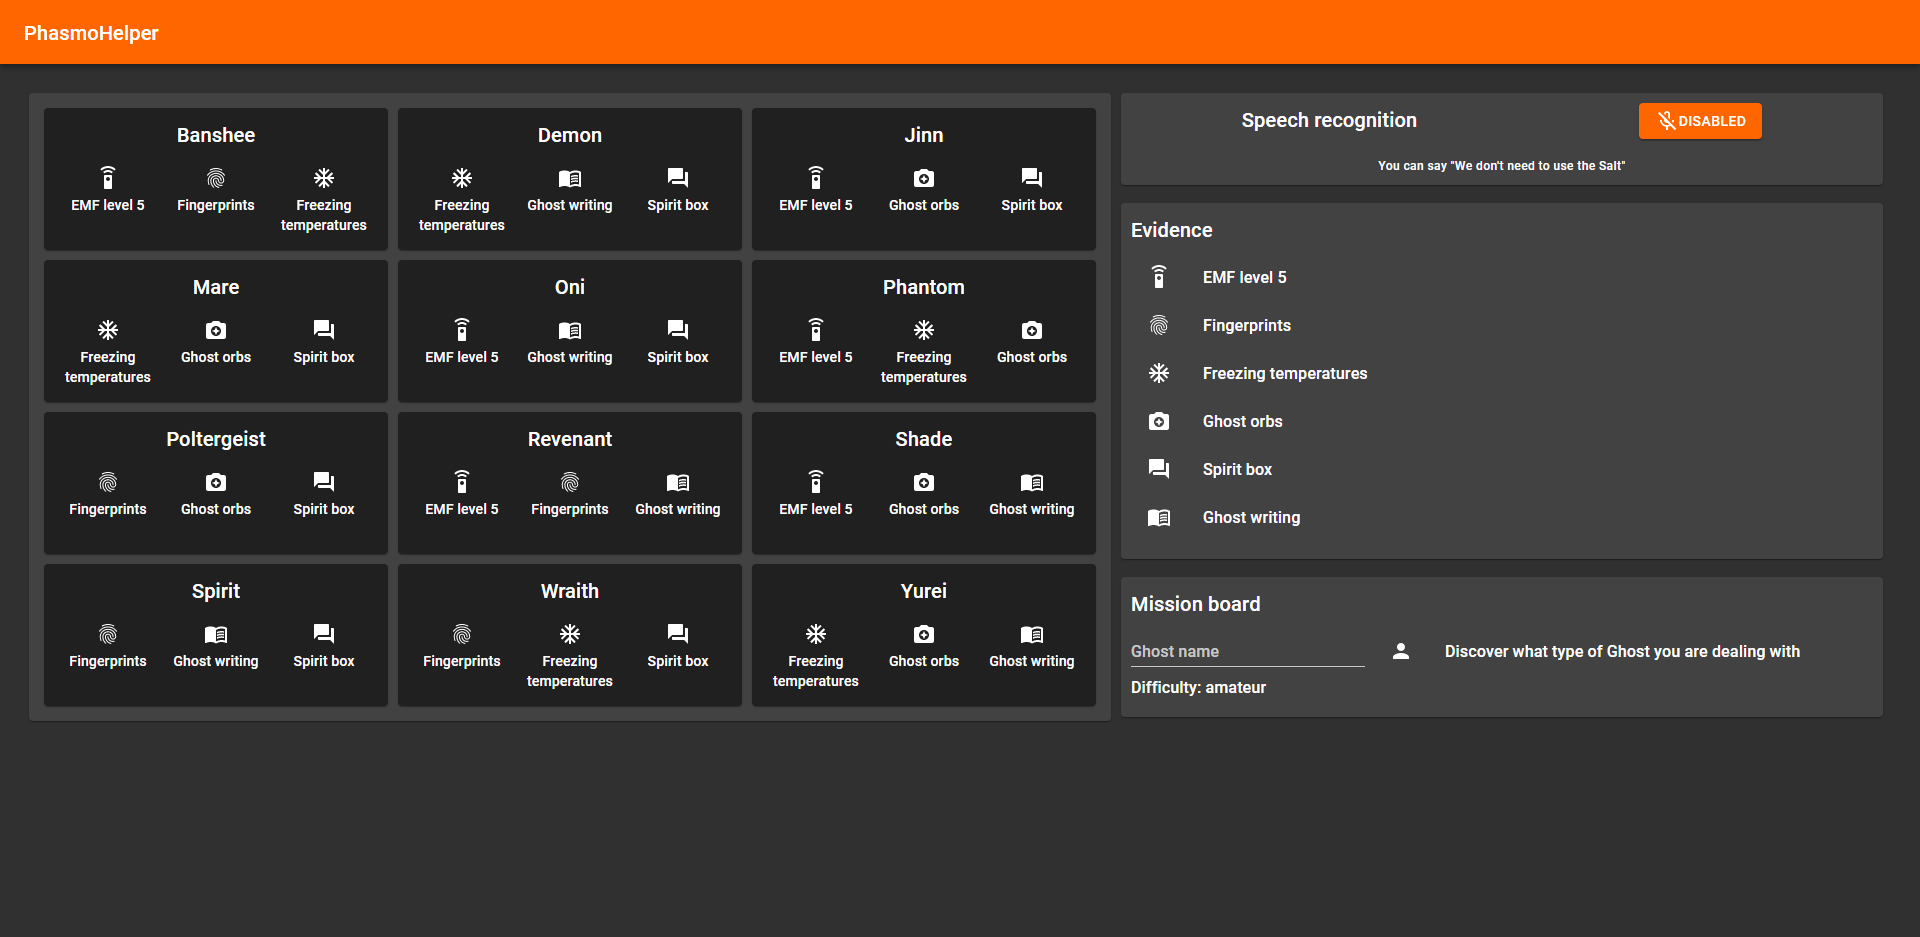 PhasmoHelper
Banshee
EMF level 5
Fingerprints
Freezing
temperatures
Demon
Freezing
temperatures
Ghost writing
Spirit box
Jinn
EMF level 5
Ghost orbs
Spirit box
Mare
Freezing
temperatures
Ghost orbs
Spirit box
Oni
EMF level 5
Ghost writing
Spirit box
Phantom
EMF level 5
Freezing
temperatures
Ghost orbs
Poltergeist
Fingerprints
Ghost orbs
Spirit box
Revenant
EMF level 5
Fingerprints
Ghost writing
Shade
EMF level 5
Ghost orbs
Ghost writing
Spirit
Fingerprints
Ghost writing
Spirit box
Wraith
Fingerprints
Freezing
temperatures
Spirit box
Yurei
Freezing
temperatures
Ghost orbs
Ghost writing
Speech recognition
DISABLED
You can say "We don't need to use the Salt"
Evidence
EMF level 5
Fingerprints
Freezing temperatures
Ghost orbs
Spirit box
Ghost writing
Mission board
Ghost name
Discover what type of Ghost you are dealing with
Difficulty: amateur